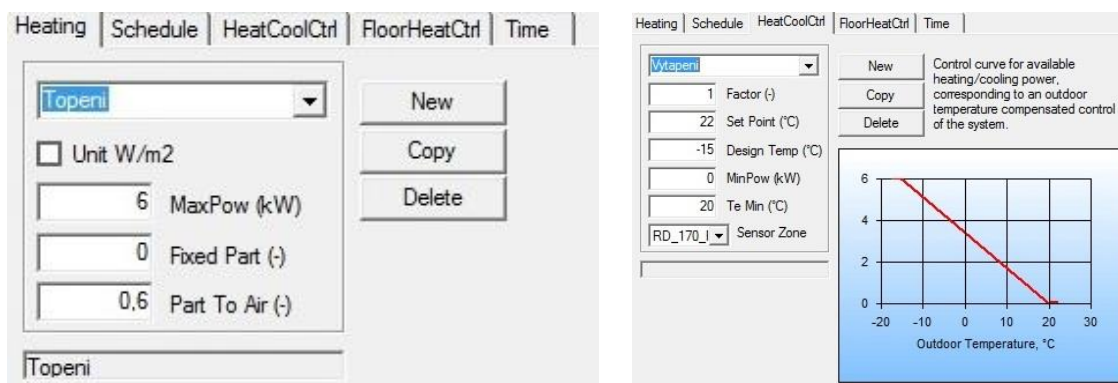 Heating Schedule HeatCoolCtrl FloorHeatCtrl Time
Topeni
New
Unit W/m2
Copy
6 MaxPow (kW)
Delete
0 Fixed Part (-)
0,6 Part To Air (-)
Topeni
Heating Schedule HeatCoolCtrl FloorHeatCtrl Time
Vytapeni
New
Copy
Delete
Control curve for available
heating/cooling power,
corresponding to an outdoor
temperature compensated control
of the system.
1 Factor (-)
22 Set Point (°C)
-15 Design Temp (°C)
0 MinPow (kW)
20 Te Min (°C)
RD_170_ Sensor Zone
6
4
2
0
-20 -10 0 10 20 30
Outdoor Temperature, °C